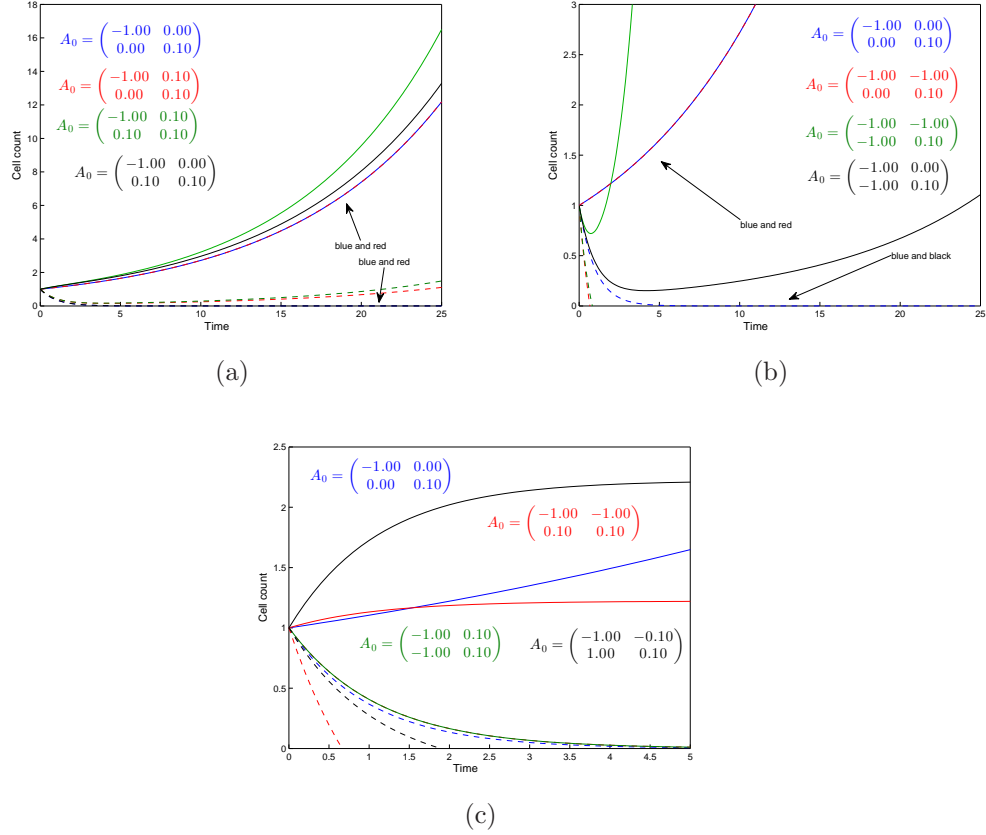 18
16
14
12
10
8
6
4
2
0
Cell count
A₀ = (−1.00 0.00
0.00 0.10)
A₀ = (−1.00 0.10
0.00 0.10)
A₀ = (−1.00 0.10
0.10 0.10)
A₀ = (−1.00 0.00
0.10 0.10)
blue and red
blue and red
0 5 10 15 20 25
Time
(a)
3
2.5
2
1.5
1
0.5
0
Cell count
A₀ = (−1.00 0.00
0.00 0.10)
A₀ = (−1.00 −1.00
0.00 0.10)
A₀ = (−1.00 −1.00
−1.00 0.10)
A₀ = (−1.00 0.00
−1.00 0.10)
blue and red
blue and black
0 5 10 15 20 25
Time
(b)
2.5
2
1.5
1
0.5
0
Cell count
A₀ = (−1.00 0.00
0.00 0.10)
A₀ = (−1.00 −1.00
0.10 0.10)
A₀ = (−1.00 0.10
−1.00 0.10)
A₀ = (−1.00 −0.10
1.00 0.10)
0 0.5 1 1.5 2 2.5 3 3.5 4 4.5 5
Time
(c)